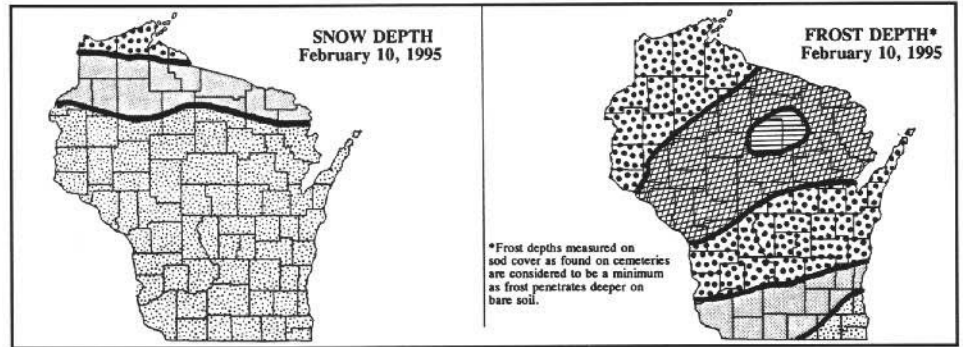 SNOW DEPTH
February 10, 1995
FROST DEPTH*
February 10, 1995
*Frost depths measured on
sod cover as found on cemeteries
are considered to be a minimum
as frost penetrates deeper on
bare soil.